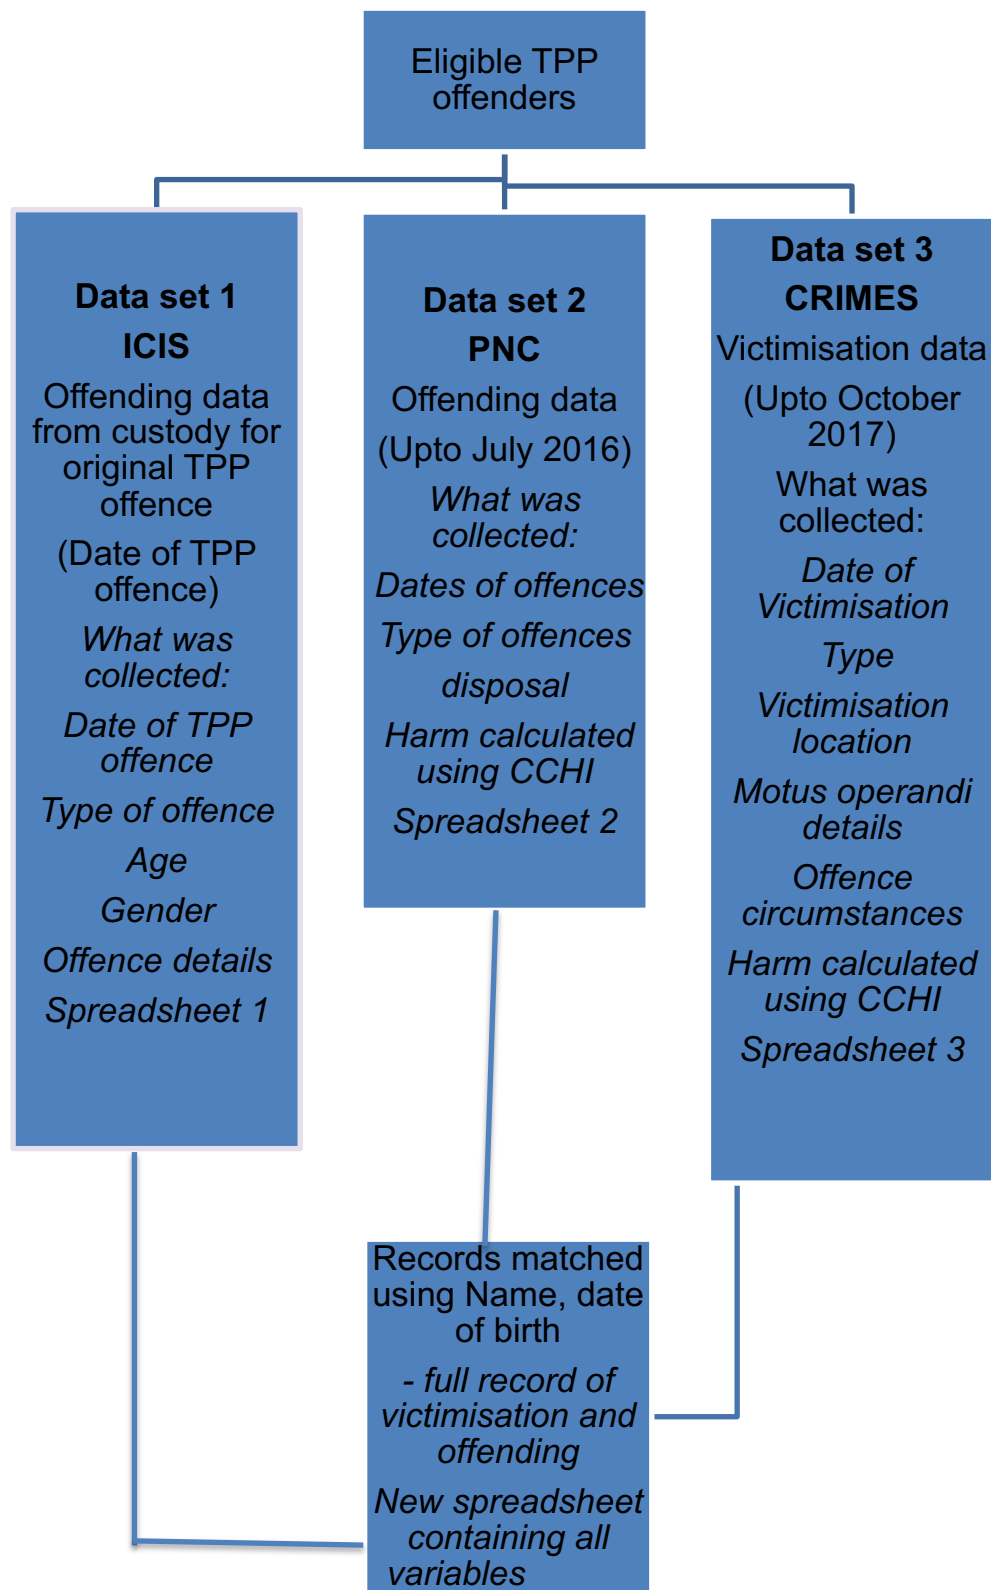 Eligible TPP
offenders
Data set 1
ICIS
Offending data
from custody for
original TPP
offence
(Date of TPP
offence)
What was
collected:
Date of TPP
offence
Type of offence
Age
Gender
Offence details
Spreadsheet 1
Data set 2
PNC
Offending data
(Upto July 2016)
What was
collected:
Dates of offences
Type of offences
disposal
Harm calculated
using CCHI
Spreadsheet 2
Data set 3
CRIMES
Victimisation data
(Upto October
2017)
What was
collected:
Date of
Victimisation
Type
Victimisation
location
Motus operandi
details
Offence
circumstances
Harm calculated
using CCHI
Spreadsheet 3
Records matched
using Name, date
of birth
- full record of
victimisation and
offending
New spreadsheet
containing all
variables